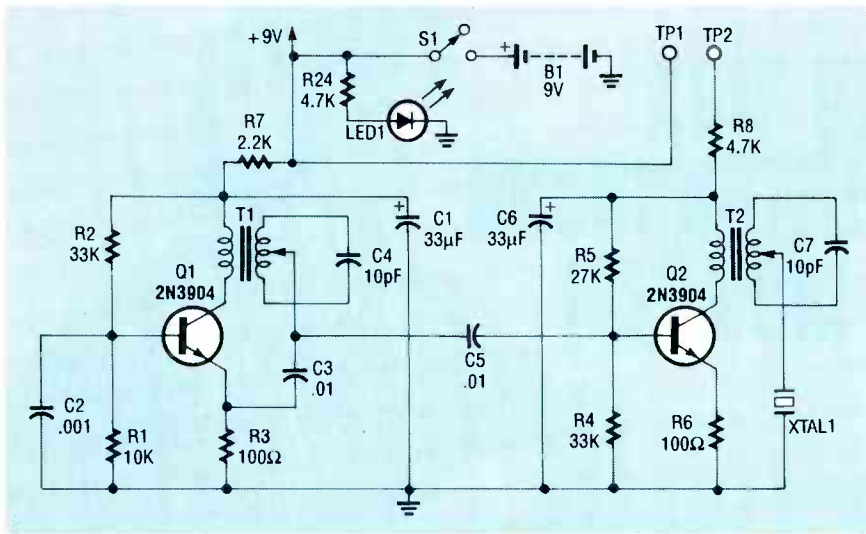 +9V
S1
TP1
TP2
+
B1
9V
R24
4.7K
LED1
R7
2.2K
R8
4.7K
R2
33K
T1
C4
10pF
+
C1
33µF
+
C6
33µF
R5
27K
T2
C7
10pF
Q1
2N3904
Q2
2N3904
C2
.001
R1
10K
C3
.01
R3
100Ω
C5
.01
R4
33K
R6
100Ω
XTAL1